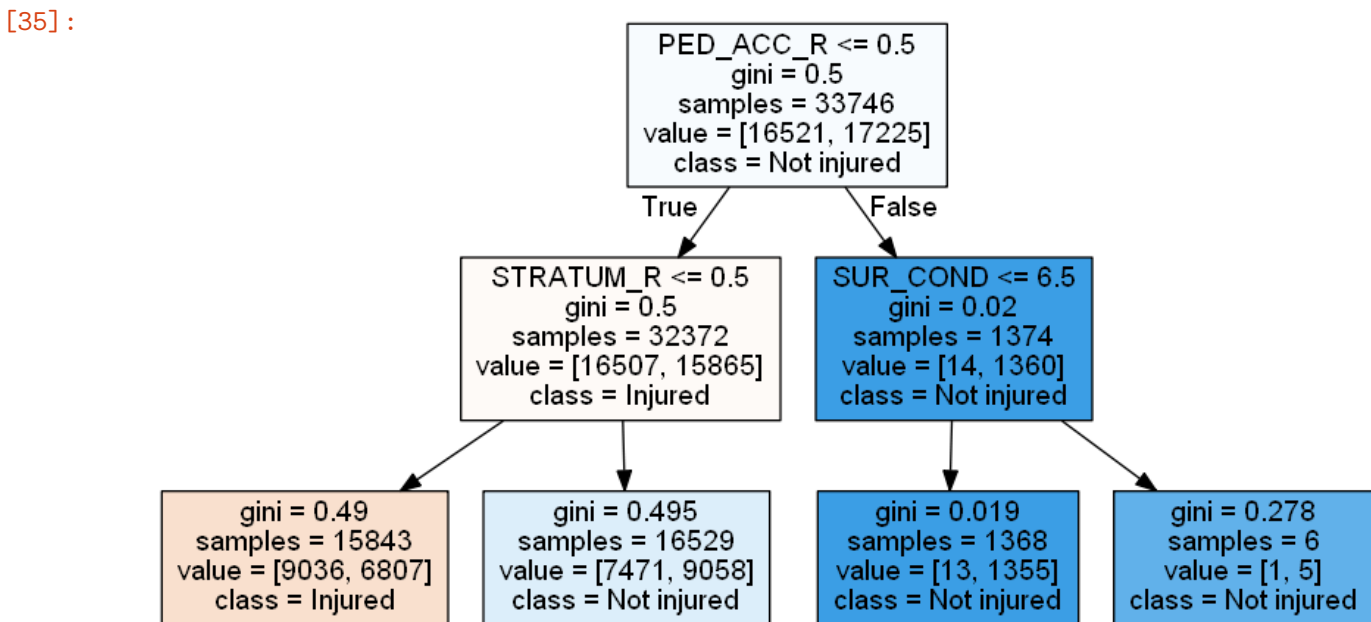 [35]:
PED_ACC_R <= 0.5
gini = 0.5
samples = 33746
value = [16521, 17225]
class = Not injured
True
False
STRATUM_R <= 0.5
gini = 0.5
samples = 32372
value = [16507, 15865]
class = Injured
SUR_COND <= 6.5
gini = 0.02
samples = 1374
value = [14, 1360]
class = Not injured
gini = 0.49
samples = 15843
value = [9036, 6807]
class = Injured
gini = 0.495
samples = 16529
value = [7471, 9058]
class = Not injured
gini = 0.019
samples = 1368
value = [13, 1355]
class = Not injured
gini = 0.278
samples = 6
value = [1, 5]
class = Not injured